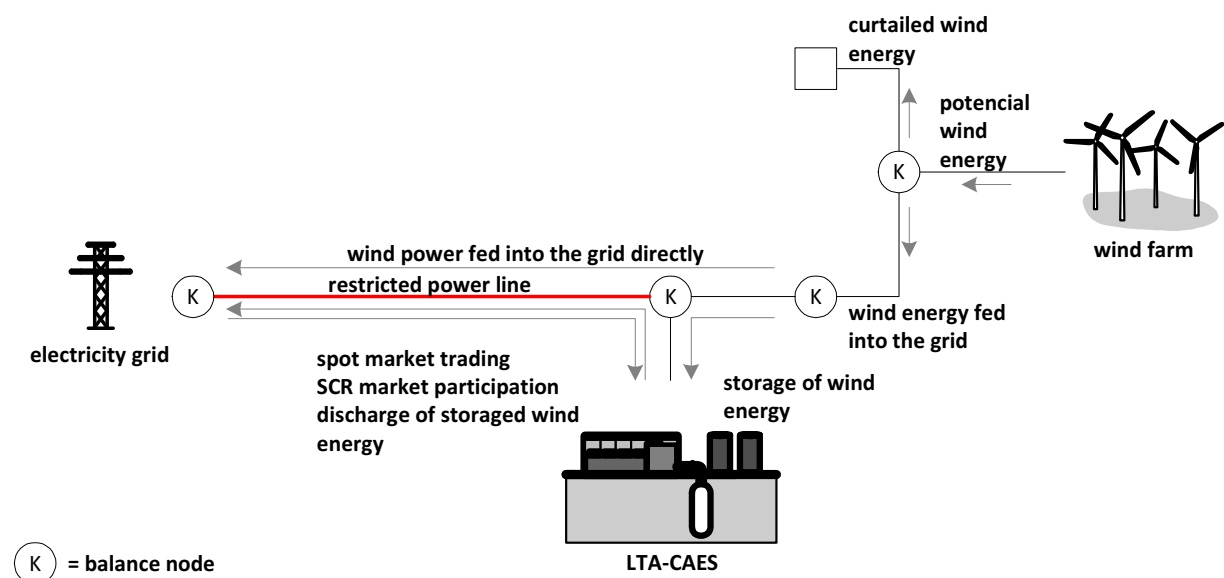 curtailed wind
energy
potencial
wind
energy
K
wind farm
wind power fed into the grid directly
restricted power line
K
K
K
wind energy fed
into the grid
electricity grid
spot market trading
SCR market participation
discharge of storaged wind
energy
storage of wind
energy
LTA-CAES
K = balance node